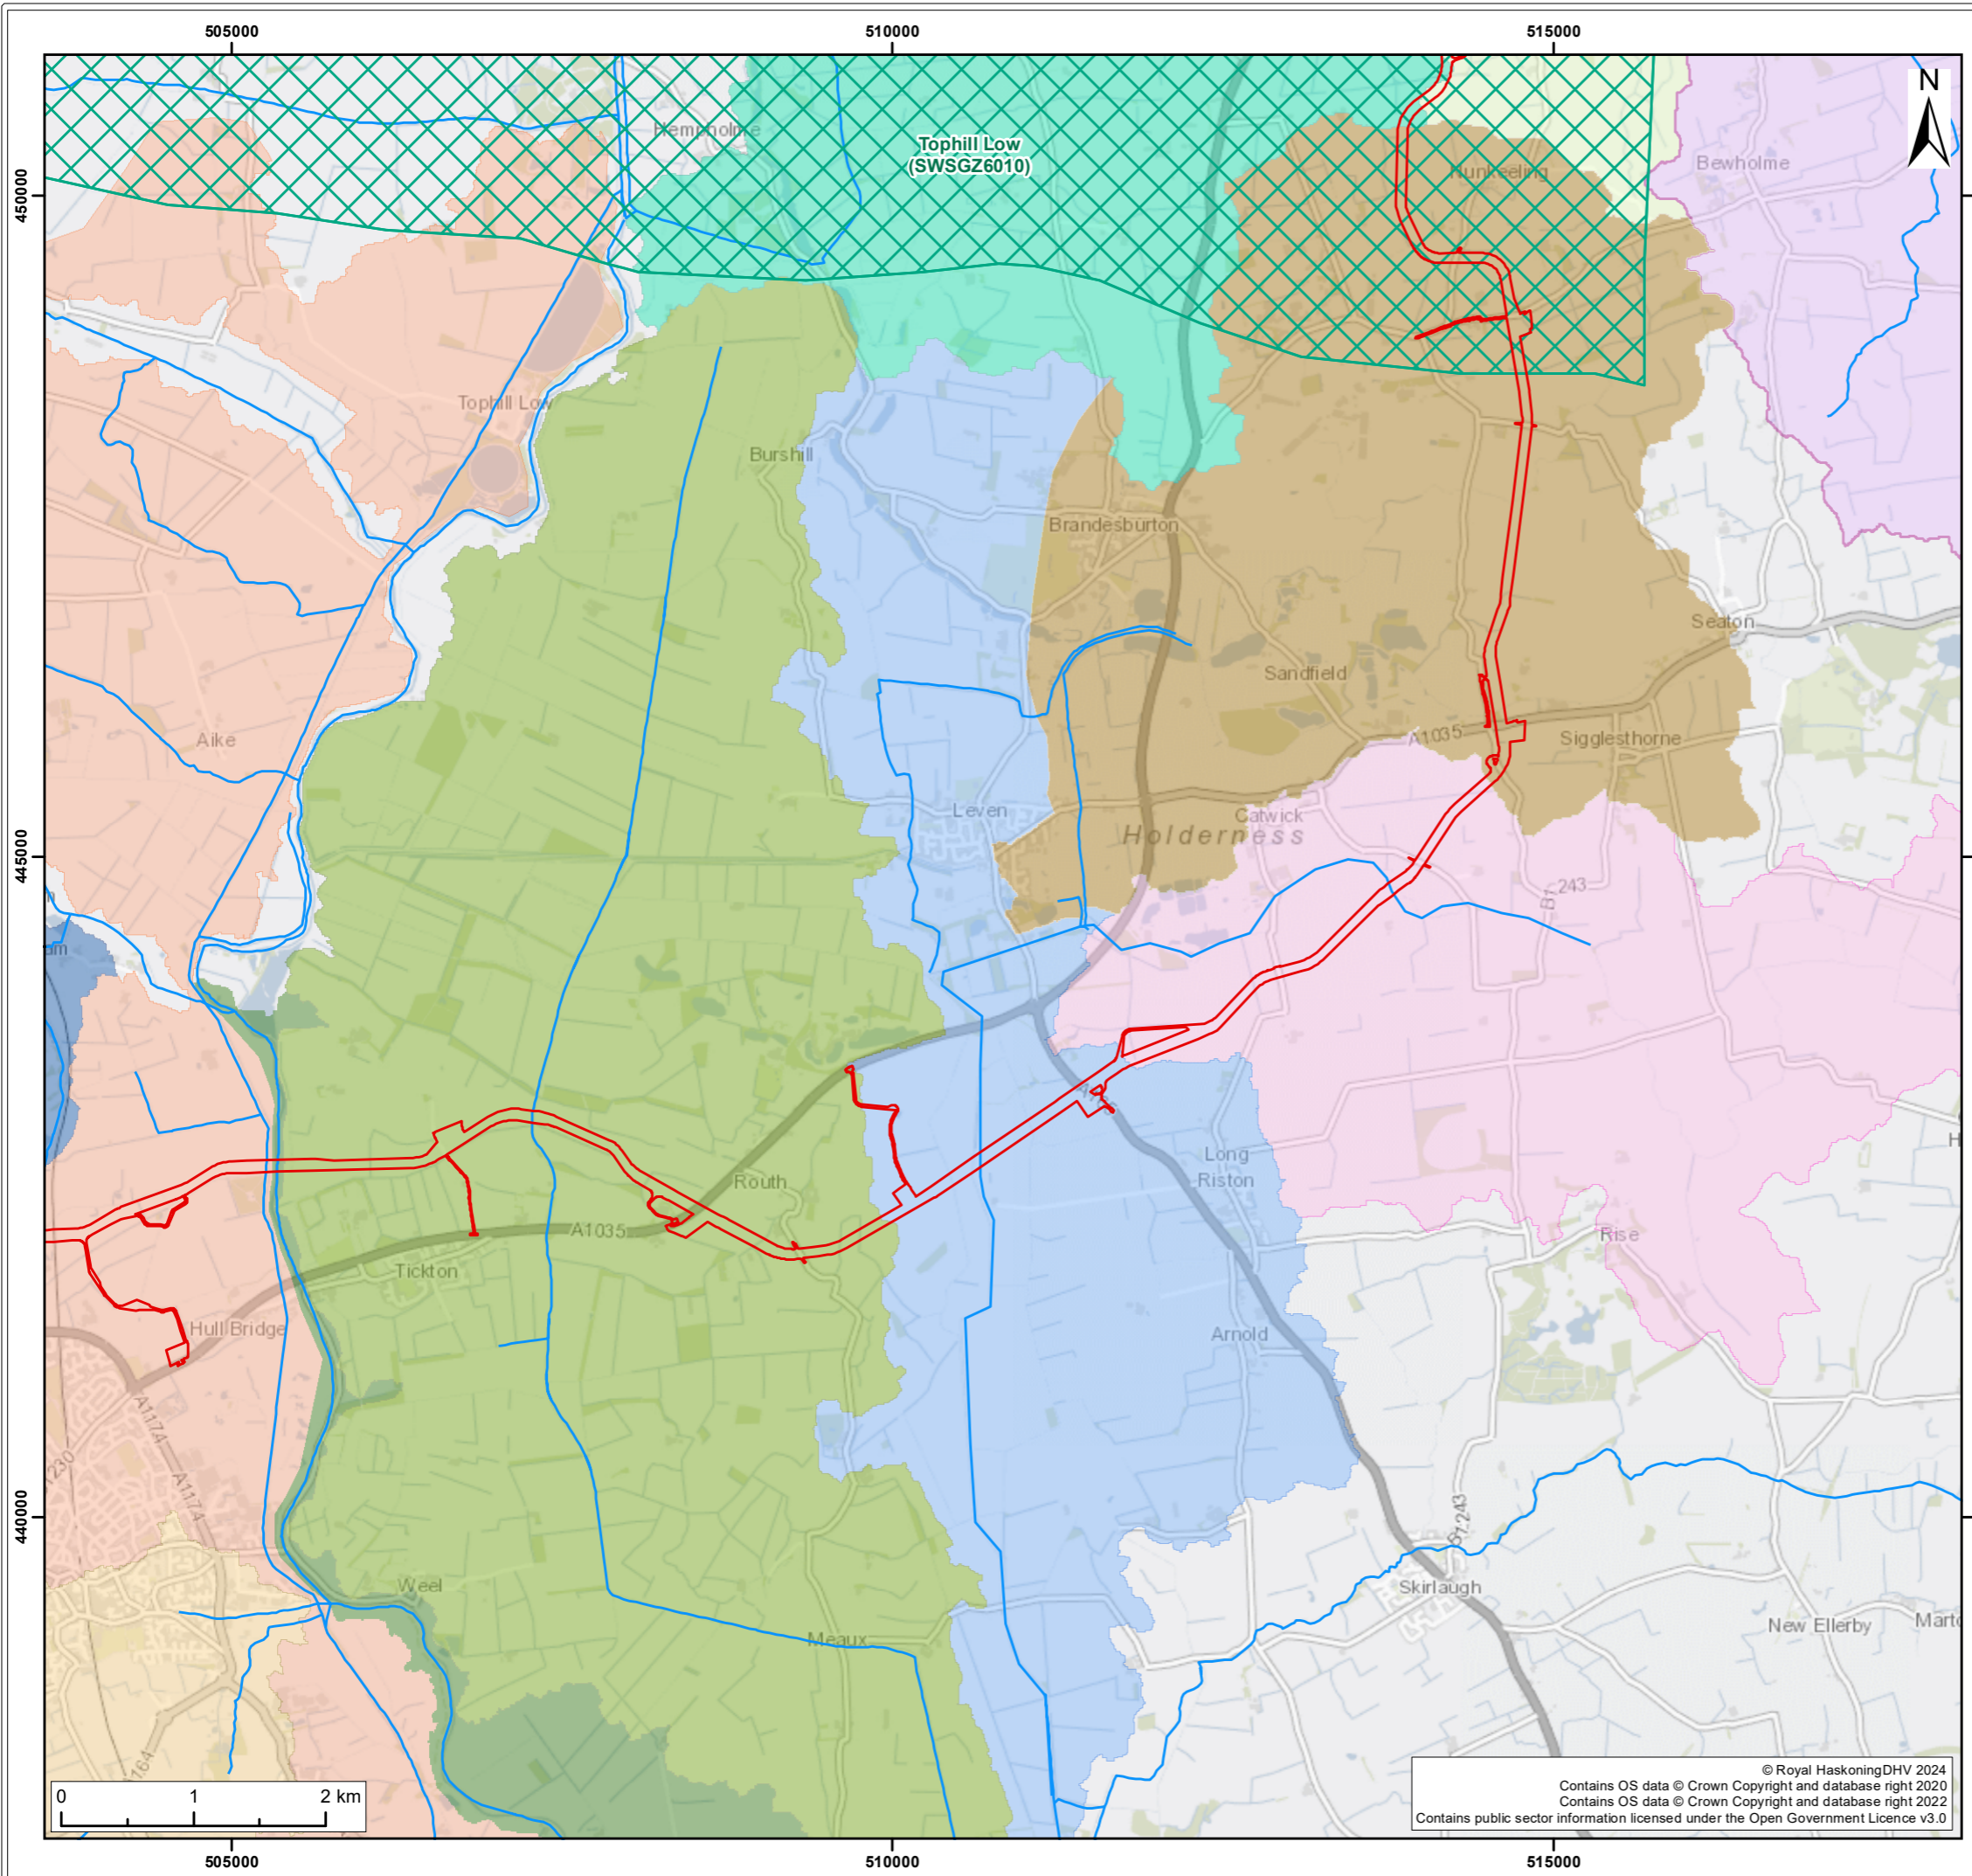 505000
510000
515000
N
Hempholme
Tophill Low
(SWSGZ6010)
Nunkeeling
Bewholme
450000
Tophill Low
Burshill
Brandesburton
Seaton
Sandfield
Aike
A1035
Sigglesthorne
Leven
Catwick
Holderness
445000
Long
Riston
Routh
A1035
Tickton
Rise
Hull Bridge
Arnold
A1174
A1174
440000
Weel
Skirlaugh
Meaux
New Ellerby
0 1 2 km
© Royal HaskoningDHV 2024
Contains OS data © Crown Copyright and database right 2020
Contains OS data © Crown Copyright and database right 2022
Contains public sector information licensed under the Open Government Licence v3.0
505000
510000
515000